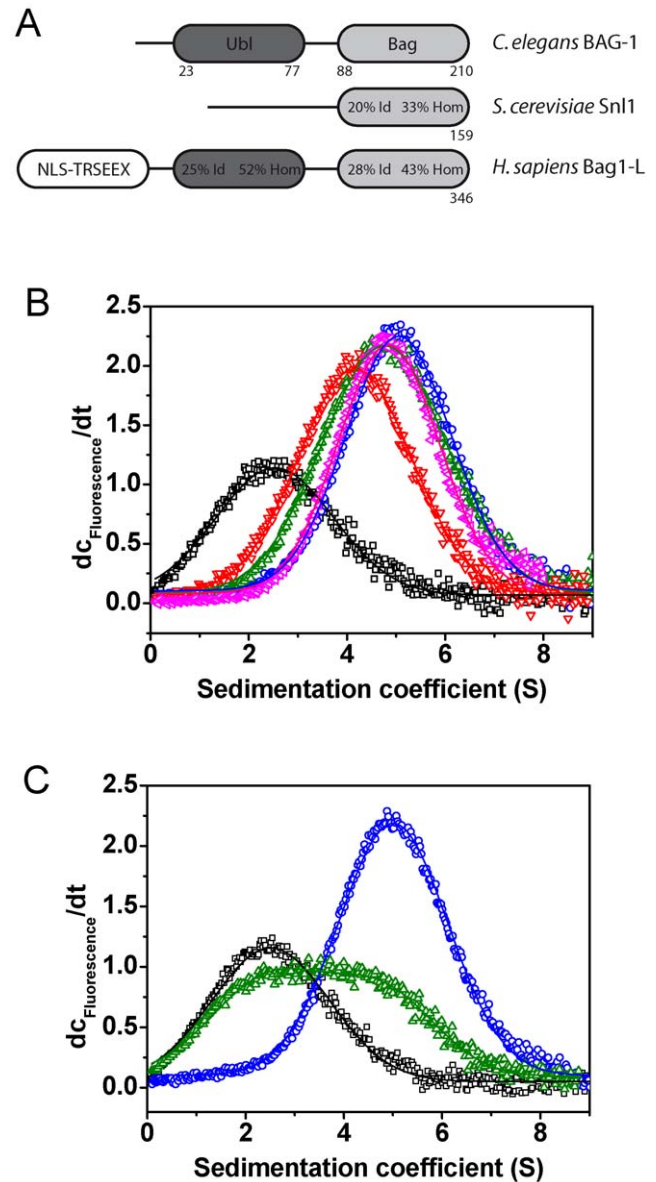 A
Ubl Bag C. elegans BAG-1
23 77 88 210
20% Id 33% Hom S. cerevisiae Snl1
159
NLS-TRSEEX 25% Id 52% Hom 28% Id 43% Hom H. sapiens Bag1-L
346
B
2.5
2.0
1.5
1.0
0.5
0.0
dcFluorescence/dt
0 2 4 6 8
Sedimentation coefficient (S)
C
2.5
2.0
1.5
1.0
0.5
0.0
dcFluorescence/dt
0 2 4 6 8
Sedimentation coefficient (S)